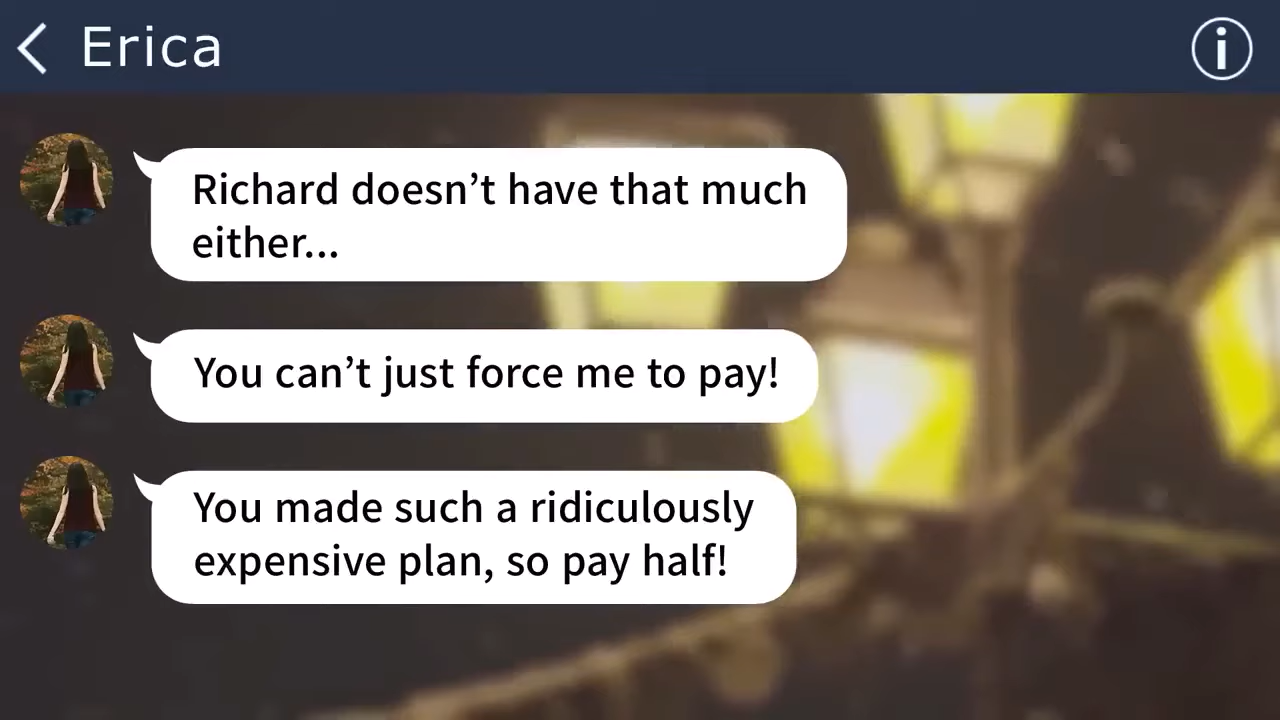 Erica
Richard doesn’t have that much
either...
You can’t just force me to pay!
You made such a ridiculously
expensive plan, so pay half!